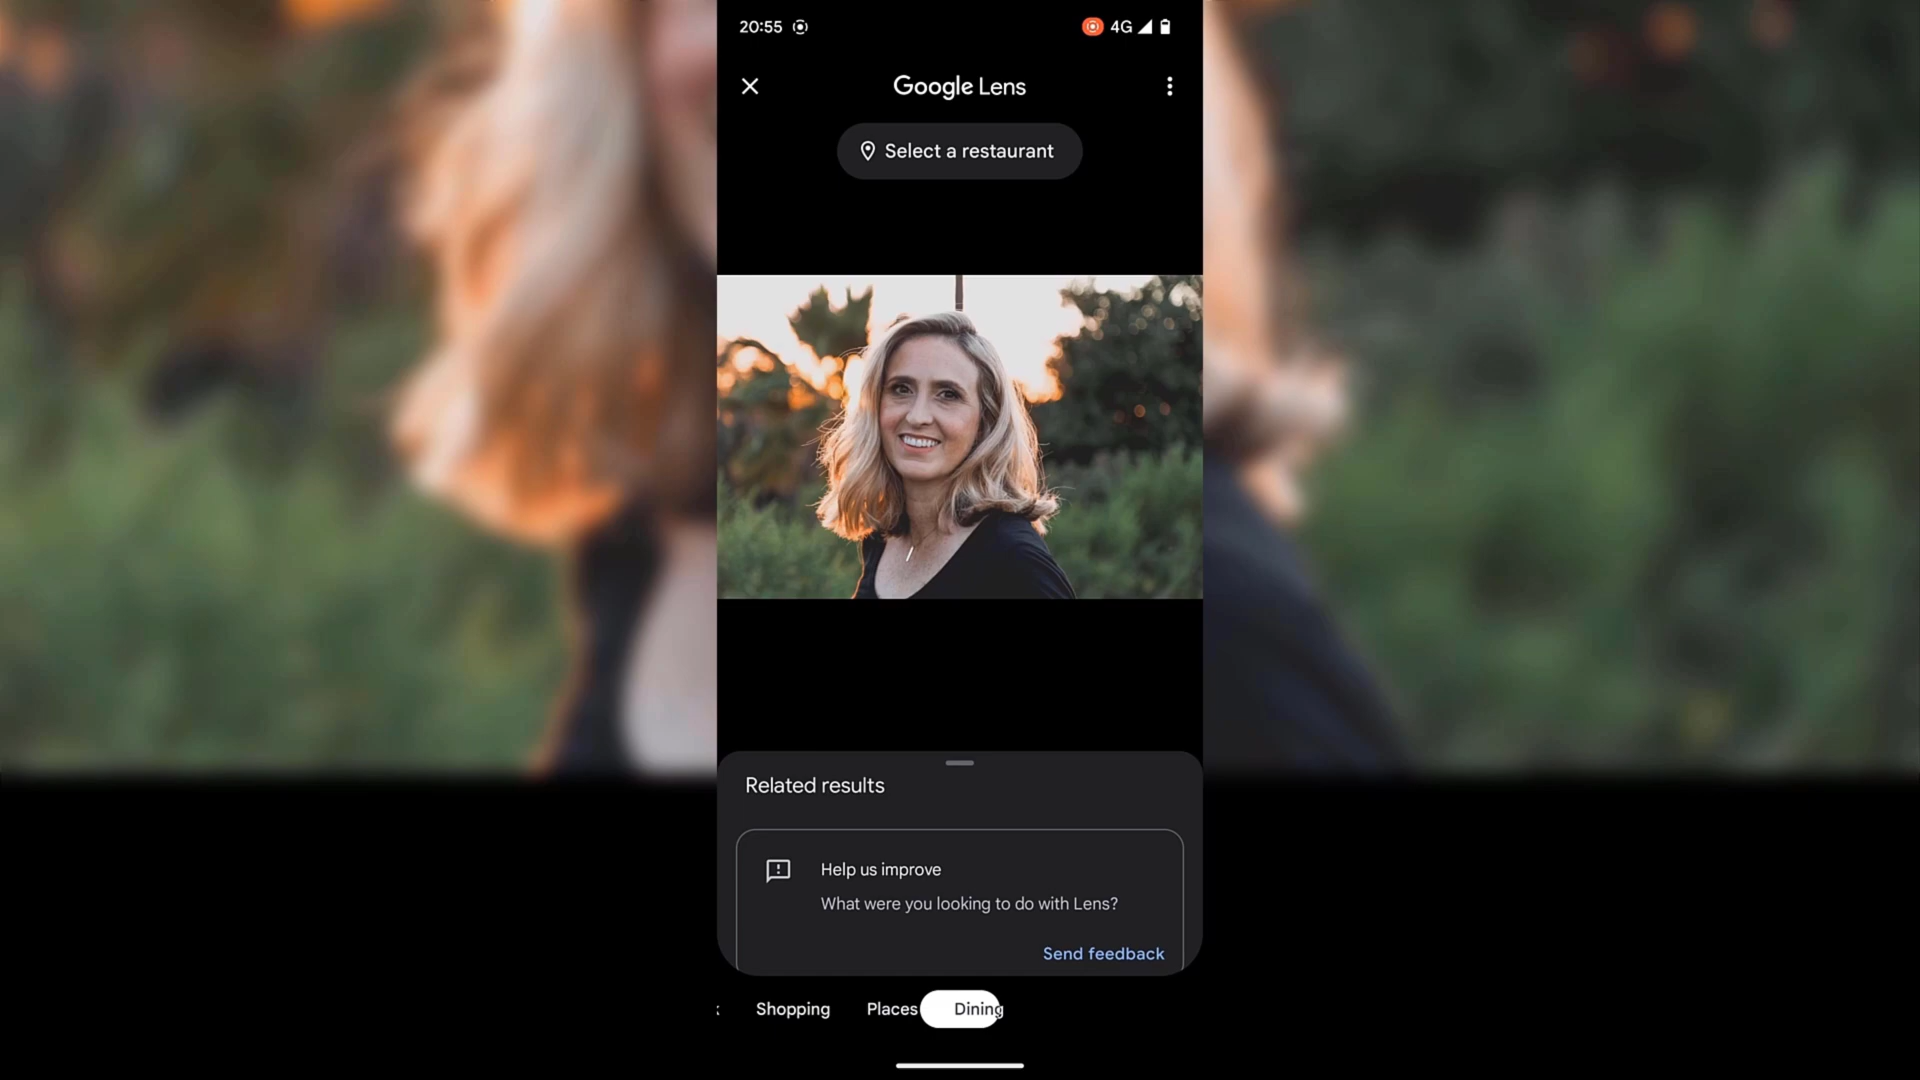 20:55
4G
Google Lens
Select a restaurant
Related results
Help us improve
What were you looking to do with Lens?
Send feedback
Shopping Places Dining